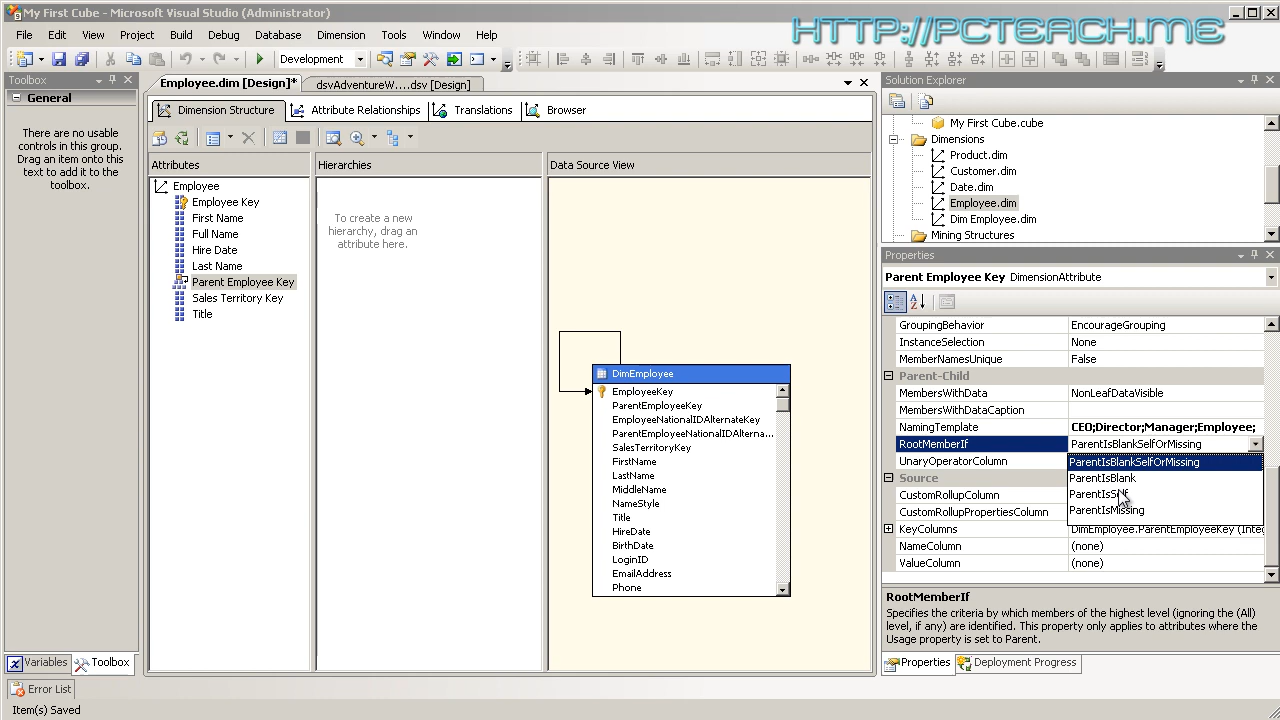 My First Cube - Microsoft Visual Studio (Administrator)
HTTP://PCTEACH.ME
File Edit View Project Build Debug Dimension Tools Window Help
Development
Toolbox
General
There are no usable
controls in this group.
Drag an item onto this
text to add it to the
toolbox.
Variables Toolbox
Employee.dim [Design]* dsvAdventureW....dsv [Design]
Dimension Structure Attribute Relationships Translations Browser
Attributes
Employee
Employee Key
First Name
Full Name
Hire Date
Last Name
Parent Employee Key
Sales Territory Key
Title
Hierarchies
To create a new
hierarchy, drag an
attribute here.
Data Source View
DimEmployee
EmployeeKey
ParentEmployeeKey
EmployeeNationalIDAlternateKey
ParentEmployeeNationalIDAlterna...
SalesTerritoryKey
FirstName
LastName
MiddleName
NameStyle
Title
HireDate
BirthDate
LoginID
EmailAddress
Phone
Solution Explorer
My First Cube.cube
Dimensions
Product.dim
Customer.dim
Date.dim
Employee.dim
Dim Employee.dim
Mining Structures
Properties
Parent Employee Key DimensionAttribute
GroupingBehavior EncourageGrouping
InstanceSelection None
MemberNamesUnique False
Parent-Child
MembersWithData NonLeafDataVisible
MembersWithDataCaption
NamingTemplate CEO;Director;Manager;Employee;
RootMemberIf ParentIsBlankSelfOrMissing
UnaryOperatorColumn
ParentIsBlankSelfOrMissing
ParentIsBlank
ParentIsSelf
ParentIsMissing
Source
CustomRollupColumn
CustomRollupPropertiesColumn
KeyColumns DimEmployee.ParentEmployeeKey (Inte
NameColumn (none)
ValueColumn (none)
RootMemberIf
Specifies the criteria by which members of the highest level (ignoring the (All)
level, if any) are identified. This property only applies to attributes where the
Usage property is set to Parent.
Properties Deployment Progress
Error List
Item(s) Saved